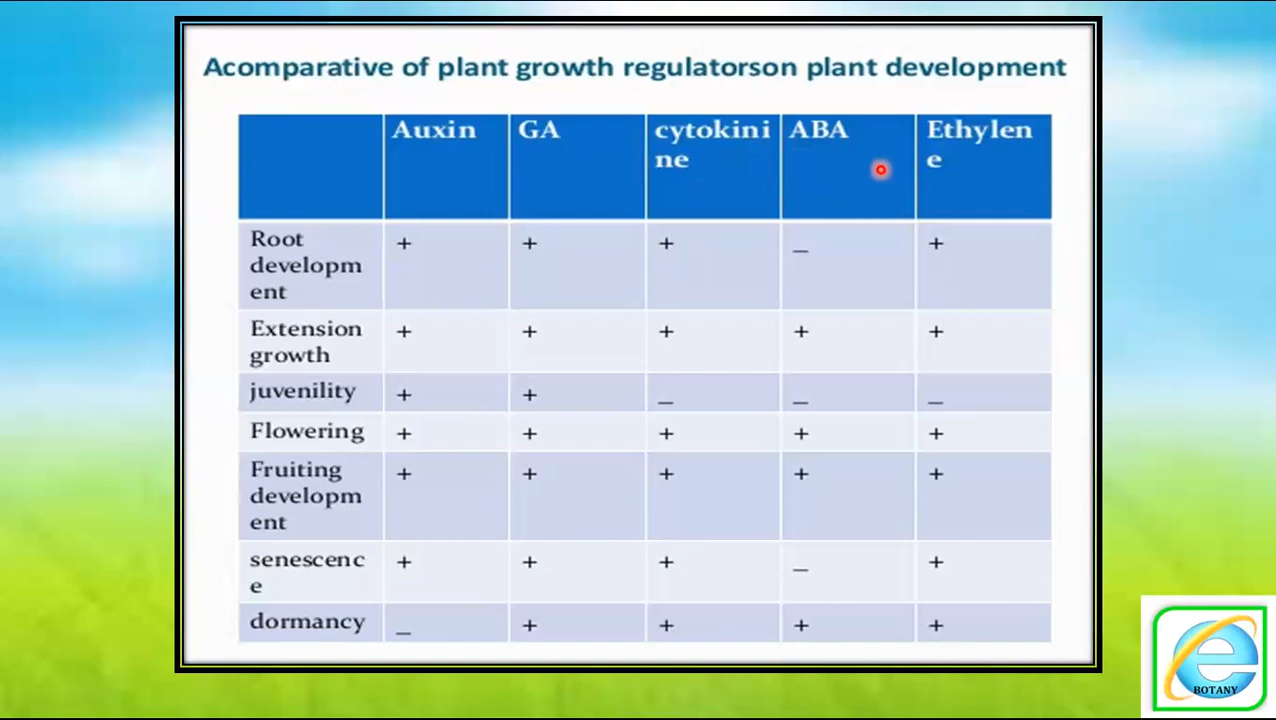 Acomparative of plant growth regulatorson plant development
Auxin GA cytokini ABA Ethylen
ne e
Root + + + _ +
developm
ent
Extension + + + + +
growth
juvenility + + _ _ _
Flowering + + + + +
Fruiting + + + + +
developm
ent
senescenc + + + _ +
e
dormancy _ + + + +
e
BOTANY